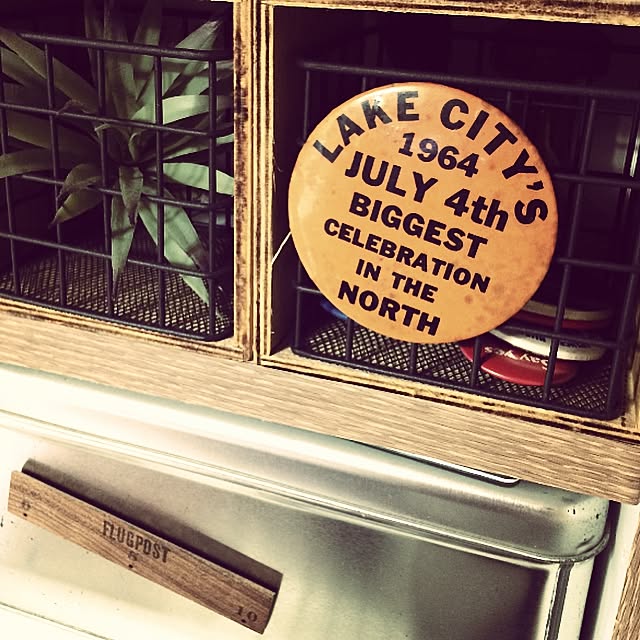 LAKE CITY'S
1964
JULY 4th
BIGGEST
CELEBRATION
IN THE
NORTH
FLUGPOST
10